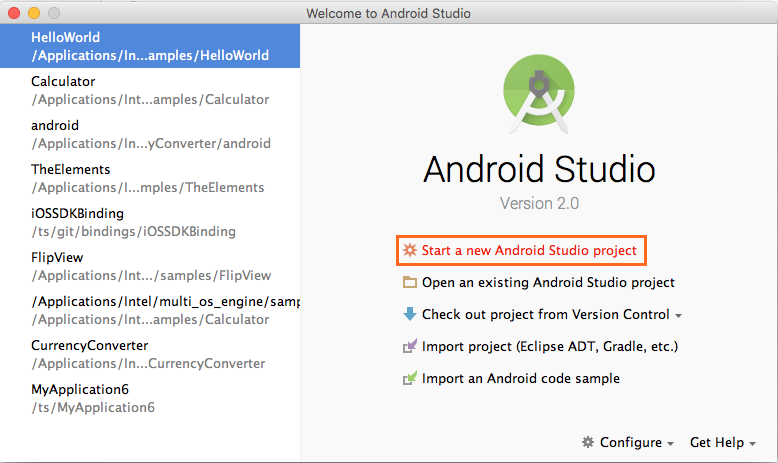 Welcome to Android Studio
HelloWorld
/Applications/In...amples/HelloWorld
Calculator
/Applications/Int...amples/Calculator
android
/Applications/In...yConverter/android
TheElements
/Applications/I...mples/TheElements
iOSSDKBinding
/ts/git/bindings/iOSSDKBinding
FlipView
/Applications/Int.../samples/FlipView
/Applications/Intel/multi_os_engine/samp
/Applications/Int...amples/Calculator
CurrencyConverter
/Applications/In...CurrencyConverter
MyApplication6
/ts/MyApplication6
Android Studio
Version 2.0
Start a new Android Studio project
Open an existing Android Studio project
Check out project from Version Control
Import project (Eclipse ADT, Gradle, etc.)
Import an Android code sample
Configure
Get Help